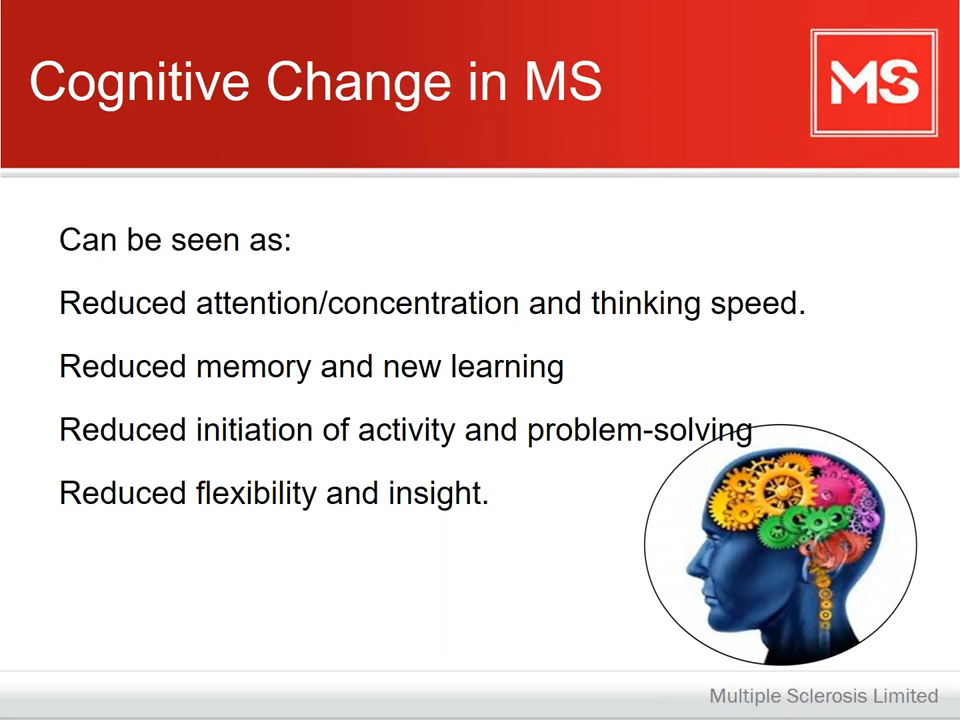 Cognitive Change in MS
MS
Can be seen as:
Reduced attention/concentration and thinking speed.
Reduced memory and new learning
Reduced initiation of activity and problem-solving
Reduced flexibility and insight.
Multiple Sclerosis Limited